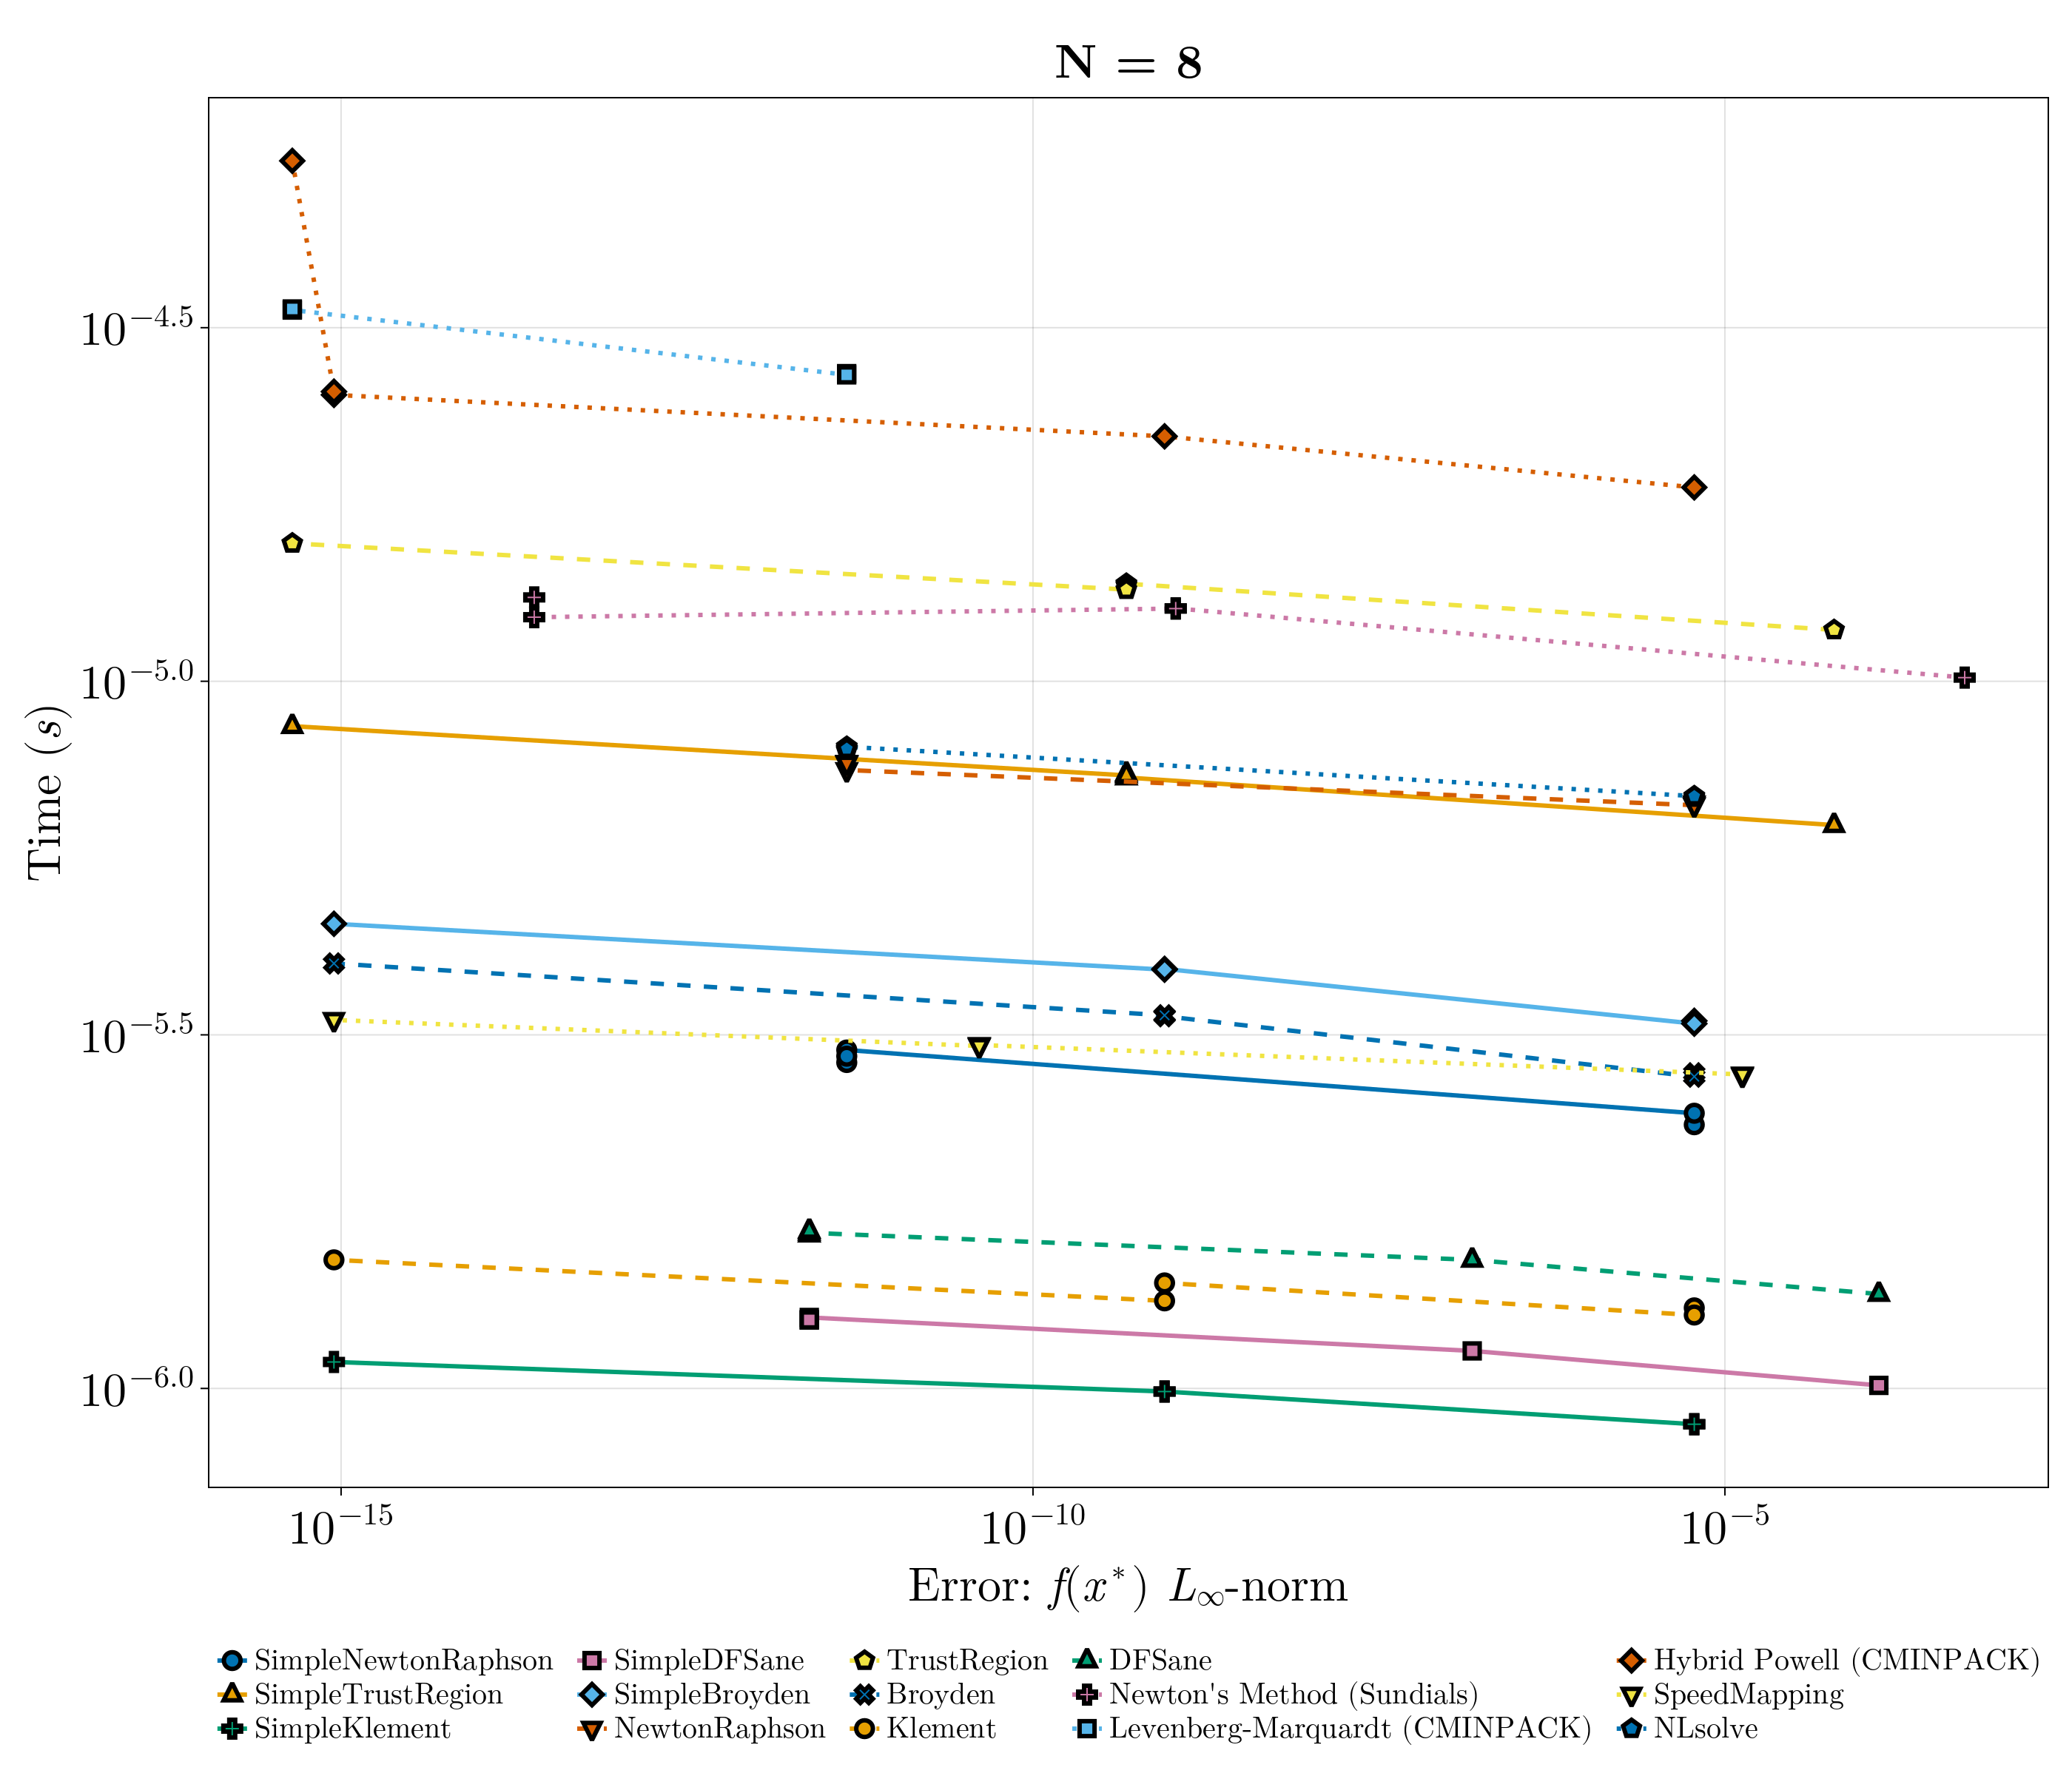 N = 8
10^−4.5
10^−5.0
10^−5.5
10^−6.0
Time (s)
10^−15
10^−10
10^−5
Error: f(x*) L∞-norm
SimpleNewtonRaphson
SimpleTrustRegion
SimpleKlement
SimpleDFSane
SimpleBroyden
NewtonRaphson
TrustRegion
Broyden
Klement
DFSane
Newton's Method (Sundials)
Levenberg-Marquardt (CMINPACK)
Hybrid Powell (CMINPACK)
SpeedMapping
NLsolve